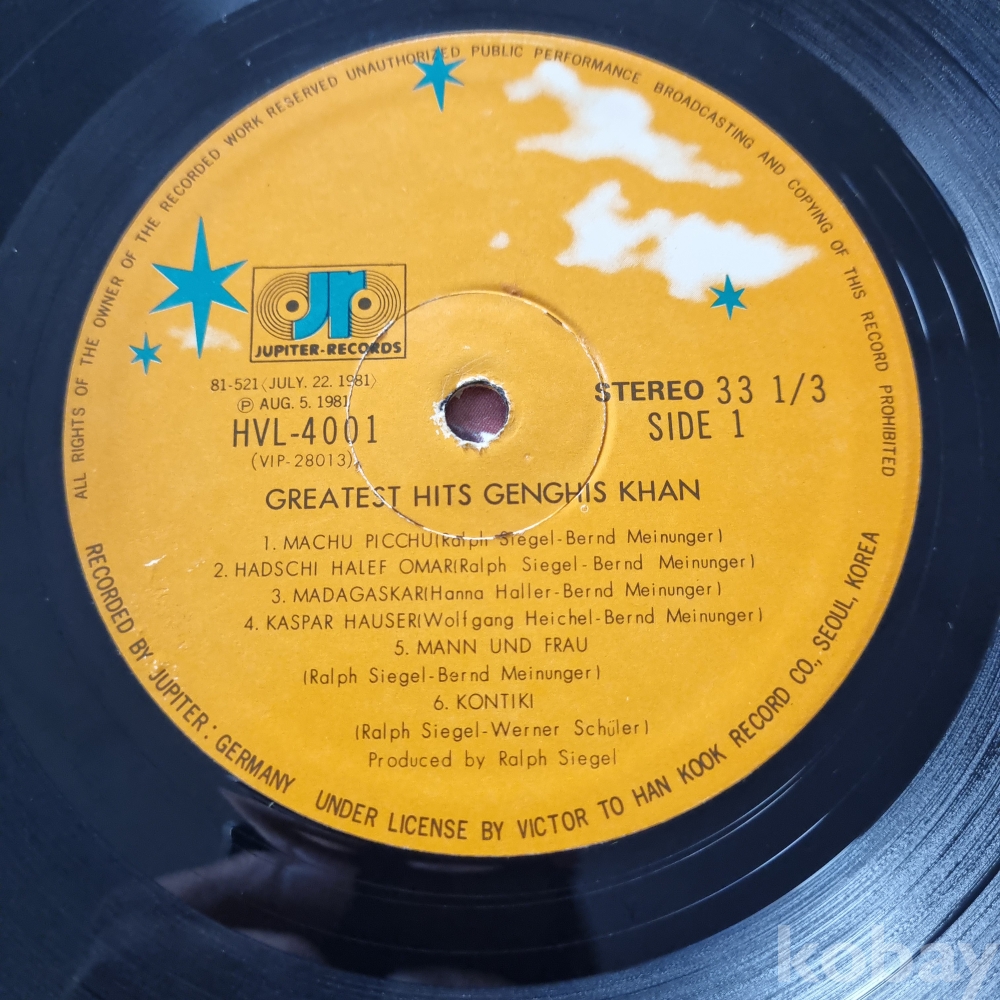 ALL RIGHTS OF THE OWNER OF THE RECORDED WORK RESERVED UNAUTHORIZED PUBLIC PERFORMANCE BROADCASTING AND COPYING OF THIS RECORD PROHIBITED
jr
JUPITER-RECORDS
81-521〈JULY. 22. 1981〉
Ⓟ AUG. 5. 1981
HVL-4001
(VIP-28013)
STEREO 33 1/3
SIDE 1
GREATEST HITS GENGHIS KHAN
1. MACHU PICCHU(Ralph Siegel-Bernd Meinunger)
2. HADSCHI HALEF OMAR(Ralph Siegel-Bernd Meinunger)
3. MADAGASKAR(Hanna Haller-Bernd Meinunger)
4. KASPAR HAUSER(Wolfgang Heichel-Bernd Meinunger)
5. MANN UND FRAU
(Ralph Siegel-Bernd Meinunger)
6. KONTIKI
(Ralph Siegel-Werner Schüler)
Produced by Ralph Siegel
RECORDED BY JUPITER: GERMANY UNDER LICENSE BY VICTOR TO HAN KOOK RECORD CO., SEOUL, KOREA
kobay